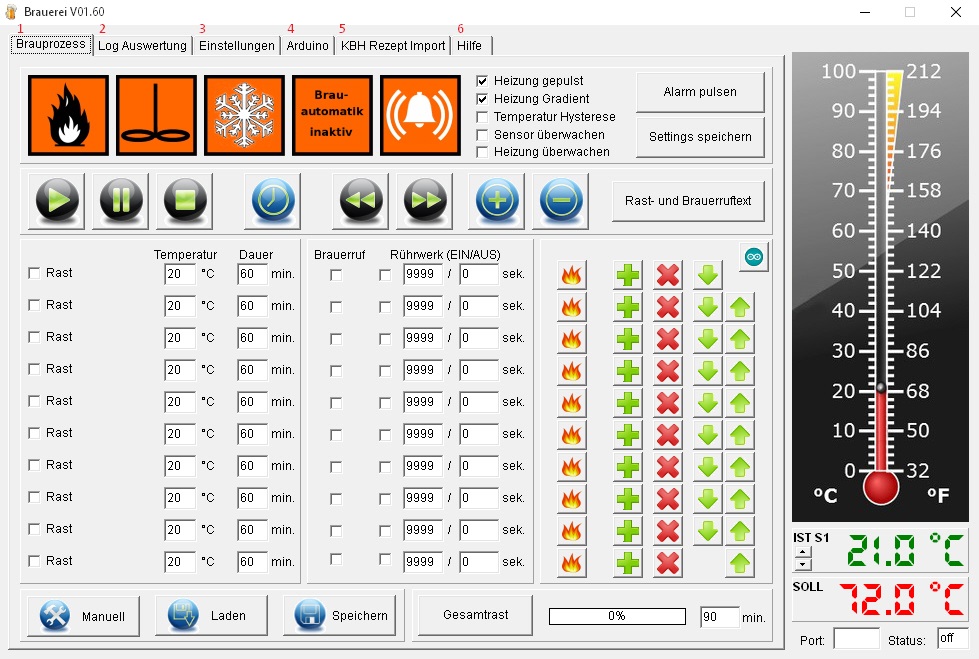 Brauerei V01.60
1 2 3 4 5 6
Brauprozess Log Auswertung Einstellungen Arduino KBH Rezept Import Hilfe
Brau-
automatik
inaktiv
Heizung gepulst
Heizung Gradient
Temperatur Hysterese
Sensor überwachen
Heizung überwachen
Alarm pulsen
Settings speichern
Rast- und Brauerruftext
Temperatur Dauer Brauerruf Rührwerk (EIN/AUS)
Rast 20 °C 60 min. 9999 / 0 sek.
Rast 20 °C 60 min. 9999 / 0 sek.
Rast 20 °C 60 min. 9999 / 0 sek.
Rast 20 °C 60 min. 9999 / 0 sek.
Rast 20 °C 60 min. 9999 / 0 sek.
Rast 20 °C 60 min. 9999 / 0 sek.
Rast 20 °C 60 min. 9999 / 0 sek.
Rast 20 °C 60 min. 9999 / 0 sek.
Rast 20 °C 60 min. 9999 / 0 sek.
Rast 20 °C 60 min. 9999 / 0 sek.
Manuell Laden Speichern Gesamtrast 0% 90 min.
100 212
90 194
80 176
70 158
60 140
50 122
40 104
30 86
20 68
10 50
0 32
°C °F
IST S1 21.0 °C
SOLL 72.0 °C
Port: Status: off